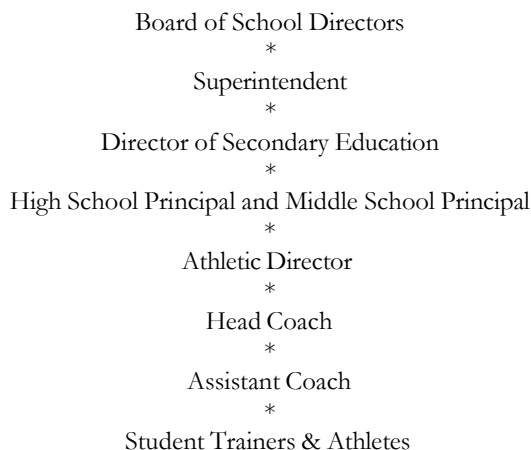 Board of School Directors
*
Superintendent
*
Director of Secondary Education
*
High School Principal and Middle School Principal
*
Athletic Director
*
Head Coach
*
Assistant Coach
*
Student Trainers & Athletes